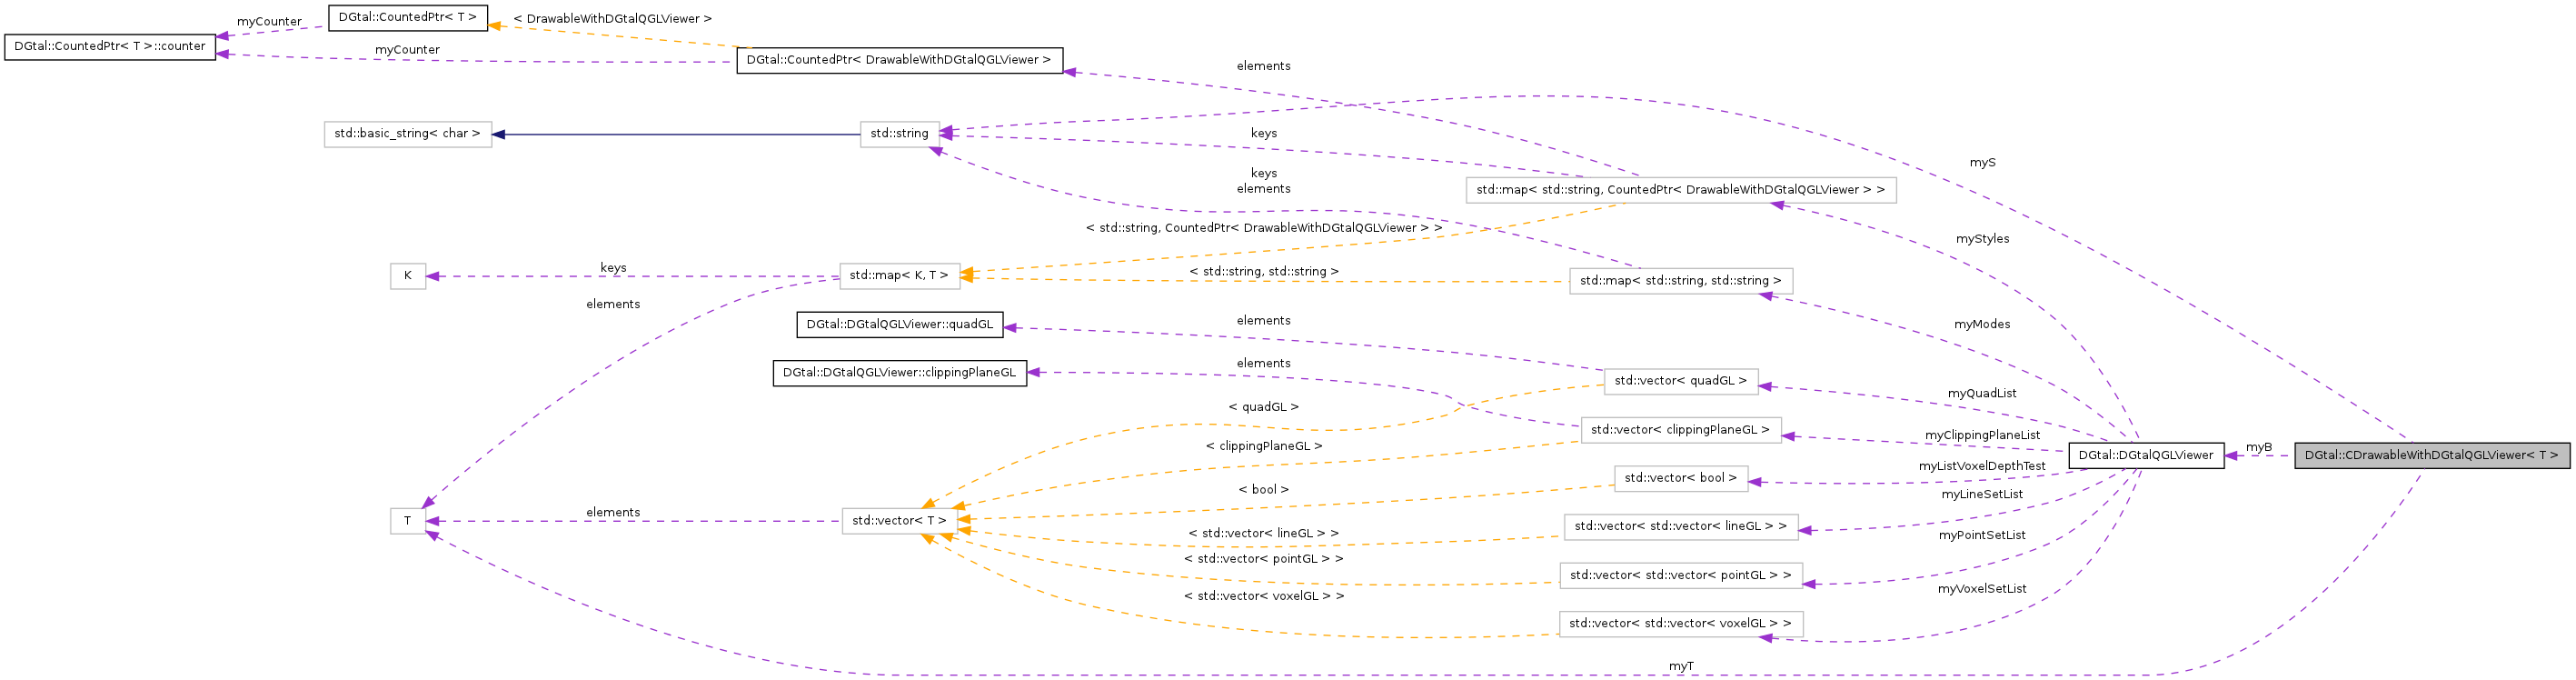 DGtal::CountedPtr< T >
< DrawableWithDGtalQGLViewer >
myCounter
DGtal::CountedPtr< T >::counter
myCounter
DGtal::CountedPtr< DrawableWithDGtalQGLViewer >
elements
std::basic_string< char >
std::string
keys
myS
keys
elements
std::map< std::string, CountedPtr< DrawableWithDGtalQGLViewer > >
< std::string, CountedPtr< DrawableWithDGtalQGLViewer > >
myStyles
K
keys
std::map< K, T >
< std::string, std::string >
std::map< std::string, std::string >
elements
DGtal::DGtalQGLViewer::quadGL
elements
myModes
DGtal::DGtalQGLViewer::clippingPlaneGL
elements
std::vector< quadGL >
myQuadList
< quadGL >
std::vector< clippingPlaneGL >
myClippingPlaneList
< clippingPlaneGL >
DGtal::DGtalQGLViewer
myB
DGtal::CDrawableWithDGtalQGLViewer< T >
myListVoxelDepthTest
std::vector< bool >
< bool >
myLineSetList
T
elements
std::vector< T >
std::vector< std::vector< lineGL > >
< std::vector< lineGL > >
myPointSetList
< std::vector< pointGL > >
std::vector< std::vector< pointGL > >
myVoxelSetList
< std::vector< voxelGL > >
std::vector< std::vector< voxelGL > >
myT